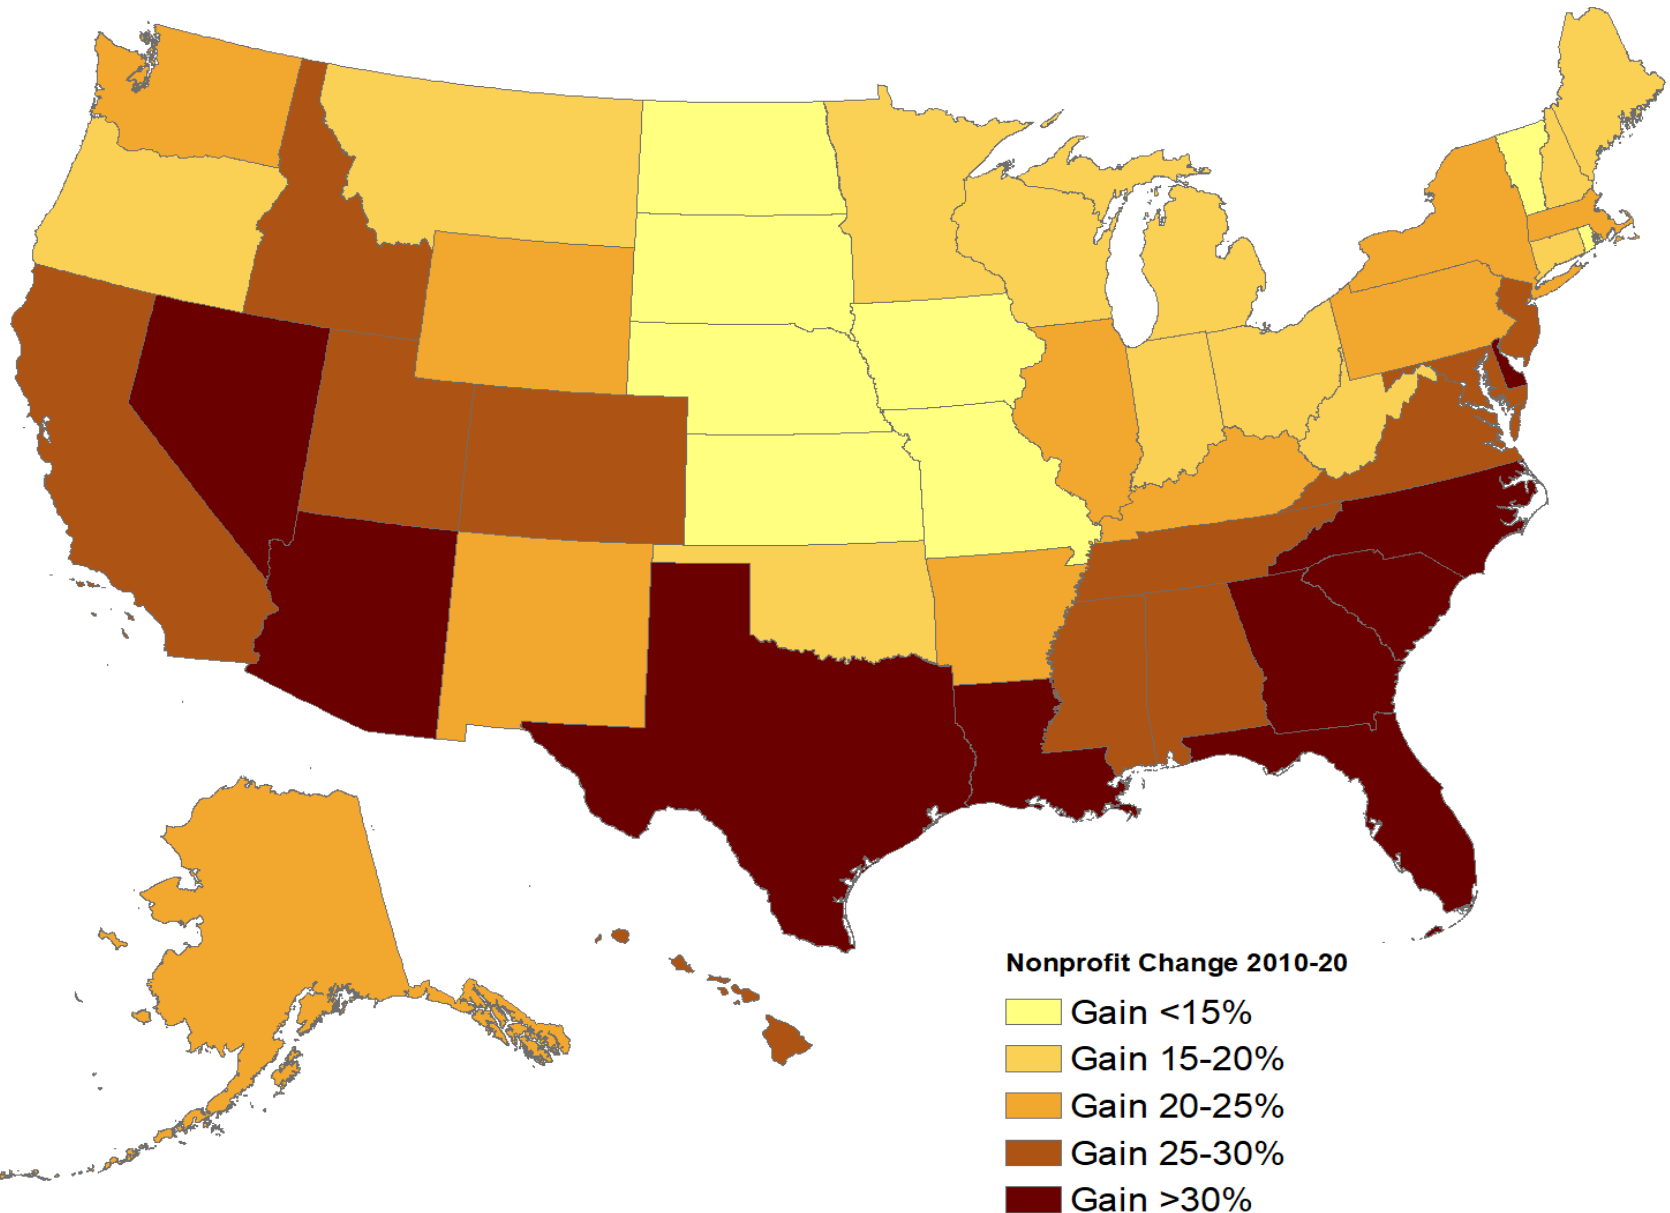 Nonprofit Change 2010-20
Gain <15%
Gain 15-20%
Gain 20-25%
Gain 25-30%
Gain >30%